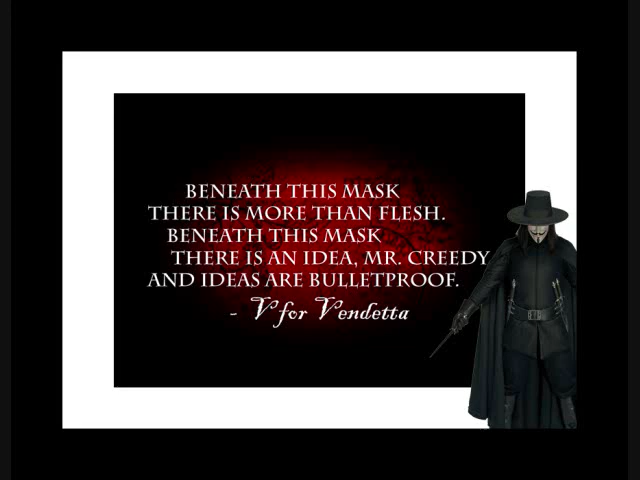 BENEATH THIS MASK
THERE IS MORE THAN FLESH.
BENEATH THIS MASK
THERE IS AN IDEA, MR. CREEDY
AND IDEAS ARE BULLETPROOF.
- V for Vendetta